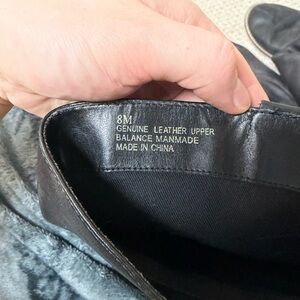 8M
GENUINE LEATHER UPPER
BALANCE MANMADE
MADE IN CHINA